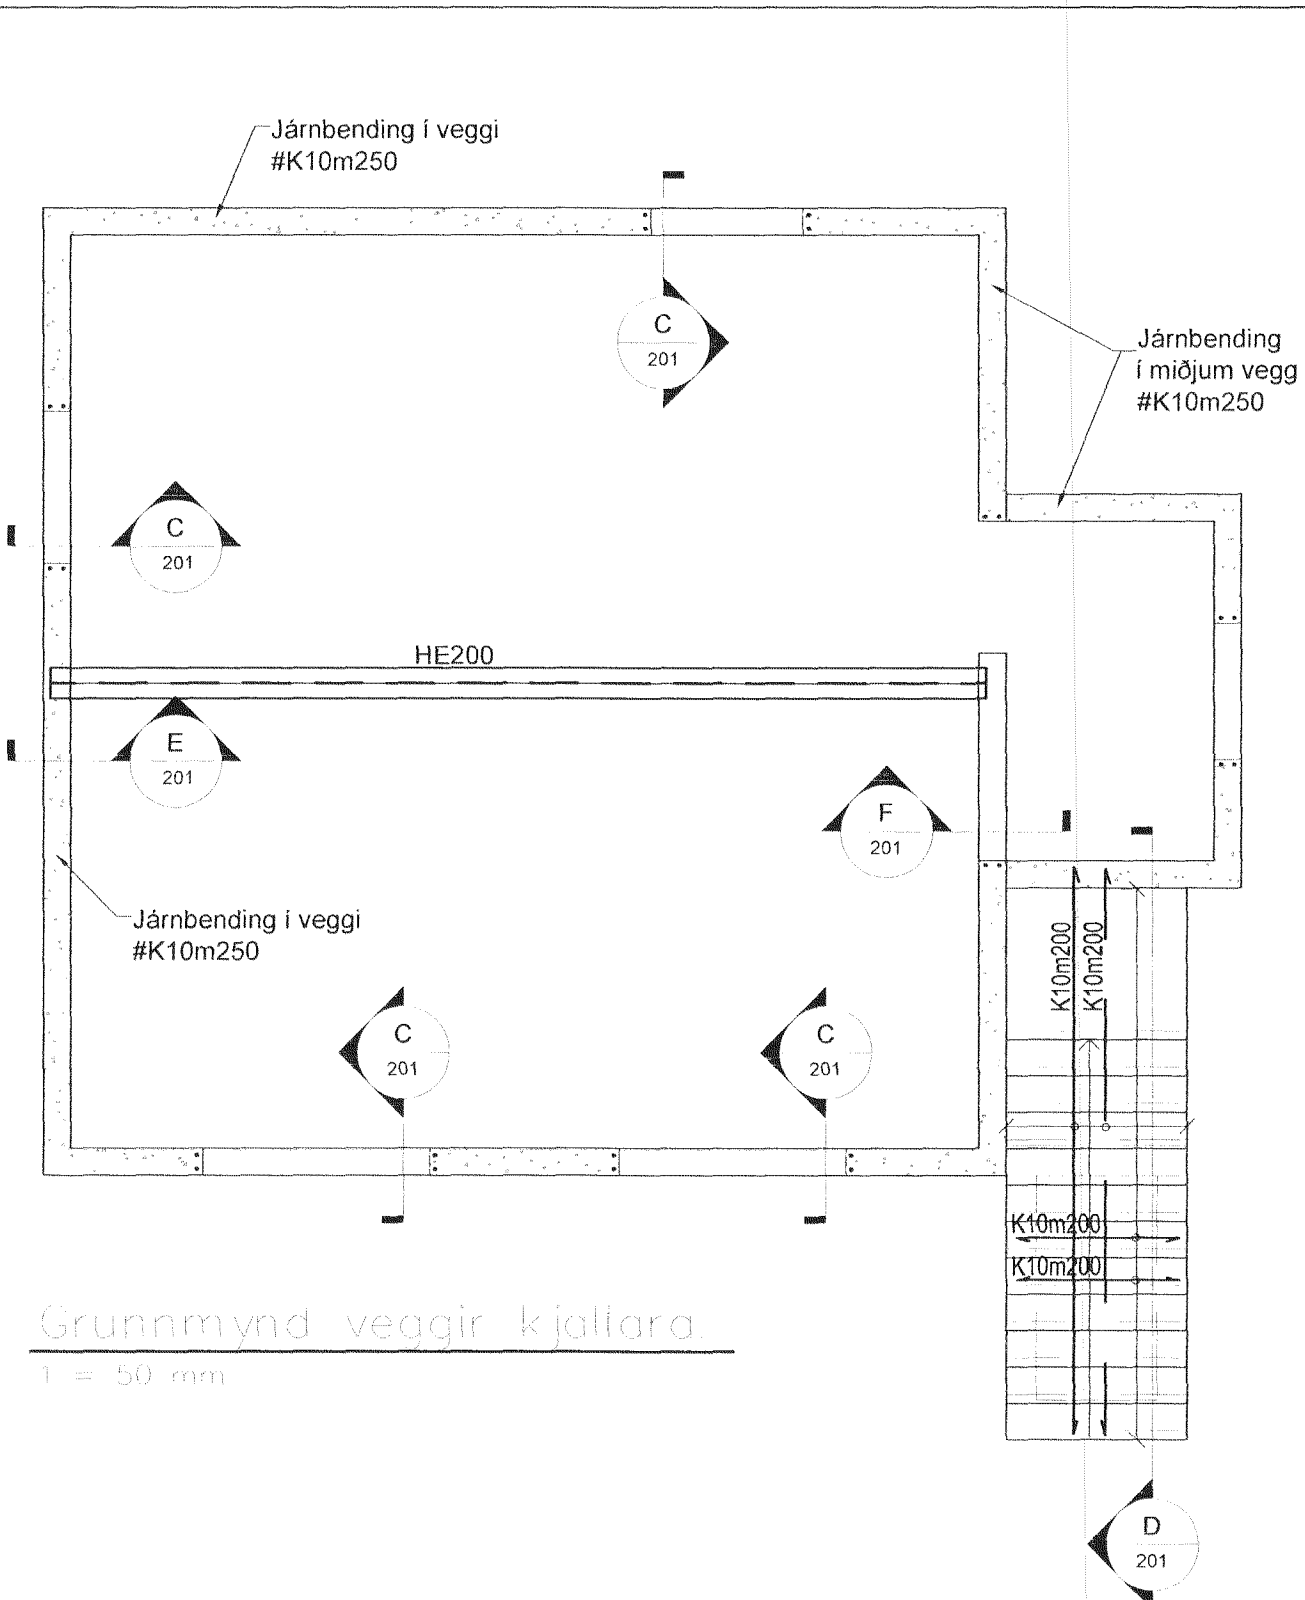 Járnbending í veggi
#K10m250
C
201
Járnbending
í miðjum vegg
#K10m250
C
201
HE200
E
201
F
201
Járnbending í veggi
#K10m250
K10m200
K10m200
C
201
C
201
K10m200
K10m200
Grunnmynd veggir kjallara.
1 = 50 mm
D
201